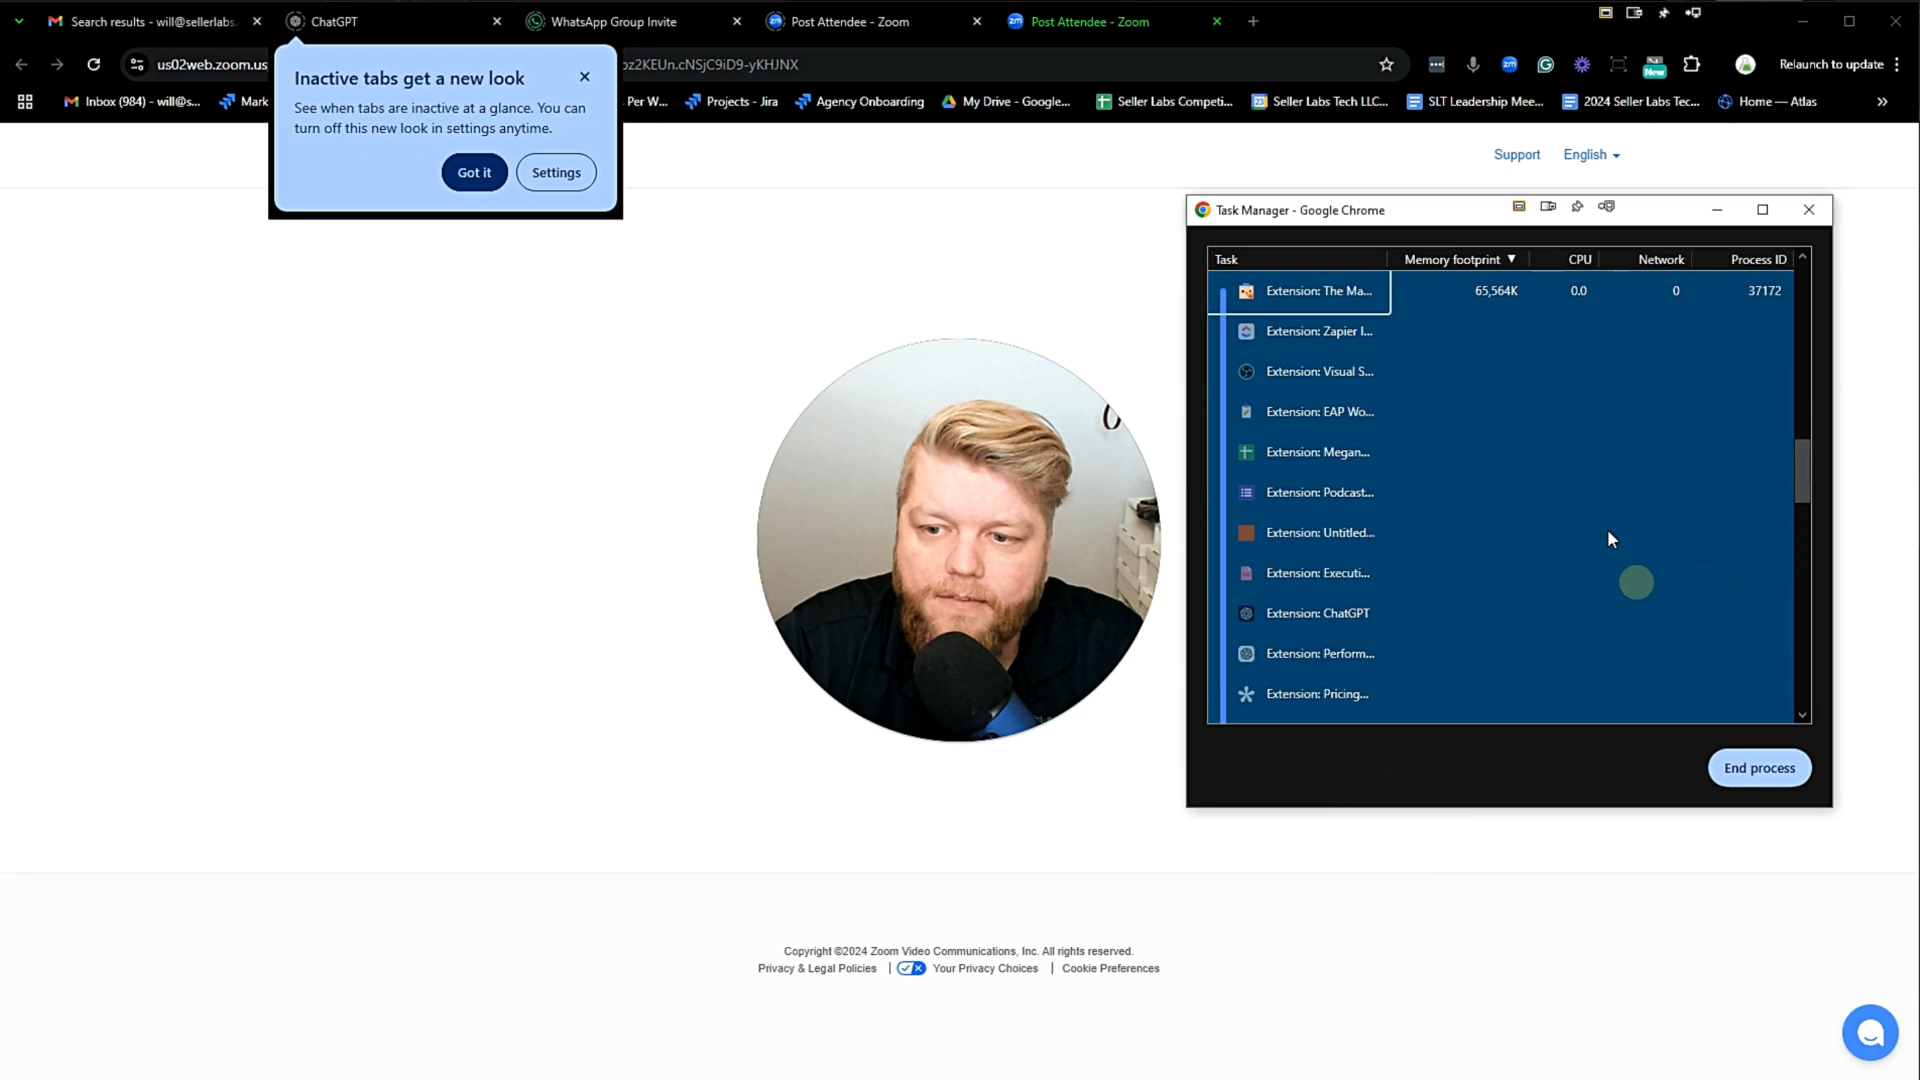 Search results - will@sellerlabs
ChatGPT
WhatsApp Group Invite
Post Attendee - Zoom
Post Attendee - Zoom
us02web.zoom.us
oz2KEUn.cNSjC9iD9-yKHJNX
New
Relaunch to update
Inbox (984) - will@s...
Mark
Per W...
Projects - Jira
Agency Onboarding
My Drive - Google...
Seller Labs Competi...
Seller Labs Tech LLC...
SLT Leadership Mee...
2024 Seller Labs Tec...
Home — Atlas
Inactive tabs get a new look
See when tabs are inactive at a glance. You can
turn off this new look in settings anytime.
Got it
Settings
Support
English
Task Manager - Google Chrome
Task Memory footprint ▼ CPU Network Process ID
Extension: The Ma... 65,564K 0.0 0 37172
Extension: Zapier I...
Extension: Visual S...
Extension: EAP Wo...
Extension: Megan...
Extension: Podcast...
Extension: Untitled...
Extension: Executi...
Extension: ChatGPT
Extension: Perform...
Extension: Pricing...
End process
Copyright ©2024 Zoom Video Communications, Inc. All rights reserved.
Privacy & Legal Policies | Your Privacy Choices | Cookie Preferences